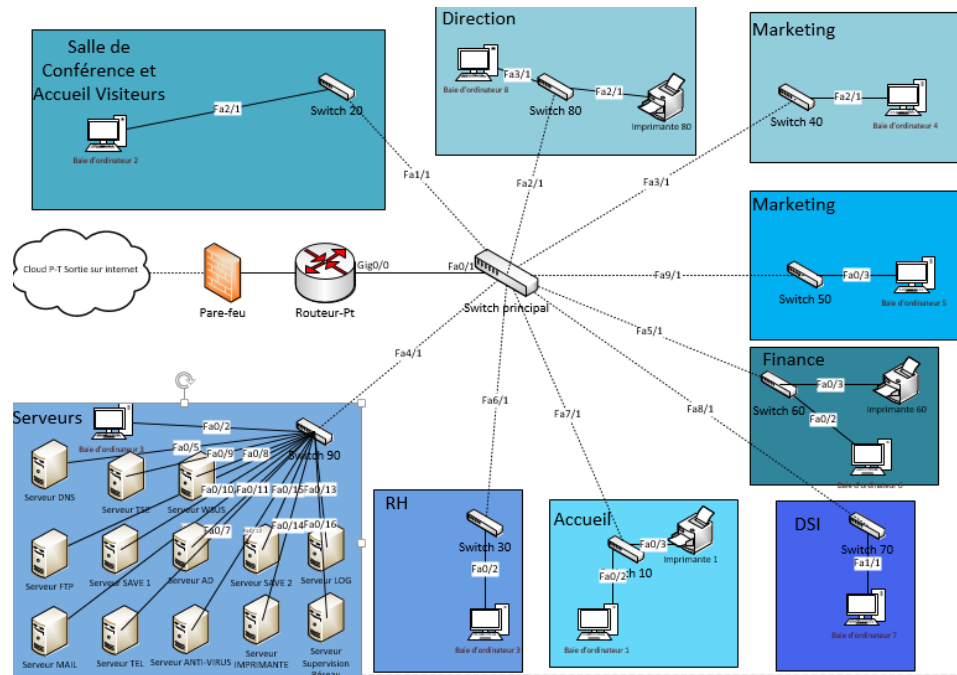 Salle de
Conférence et
Accueil Visiteurs
Fa2/1
Switch 20
Baie d'ordinateur 2
Direction
Fa3/1
Baie d'ordinateur 8
Switch 80
Fa2/1
Imprimante 80
Marketing
Fa2/1
Switch 40
Baie d'ordinateur 4
Fa1/1
Fa2/1
Fa3/1
Marketing
Fa0/3
Switch 50
Baie d'ordinateur 5
Cloud P-T Sortie sur internet
Pare-feu
Routeur-Pt
Gig0/0
Fa0/1
Switch principal
Fa9/1
Fa5/1
Fa4/1
Fa6/1
Fa7/1
Fa8/1
Finance
Fa0/3
Switch 60
Imprimante 60
Fa0/2
Serveurs
Fa0/2
Baie d'ordinateur 3
Switch 90
Fa0/5
Fa0/9
Fa0/8
Serveur DNS
Serveur TSE
Serveur WSUS
Fa0/10
Fa0/11
Fa0/15
Fa0/13
Fa0/7
Fa0/14
Fa0/16
Serveur FTP
Serveur SAVE 1
Serveur AD
Serveur SAVE 2
Serveur LOG
Serveur MAIL
Serveur TEL
Serveur ANTI-VIRUS
Serveur
IMPRIMANTE
Serveur
Supervision
RH
Switch 30
Fa0/2
Baie d'ordinateur 3
Accueil
Fa0/3
Imprimante 1
10
Fa0/2
Baie d'ordinateur 1
DSI
Switch 70
Fa1/1
Baie d'ordinateur 7